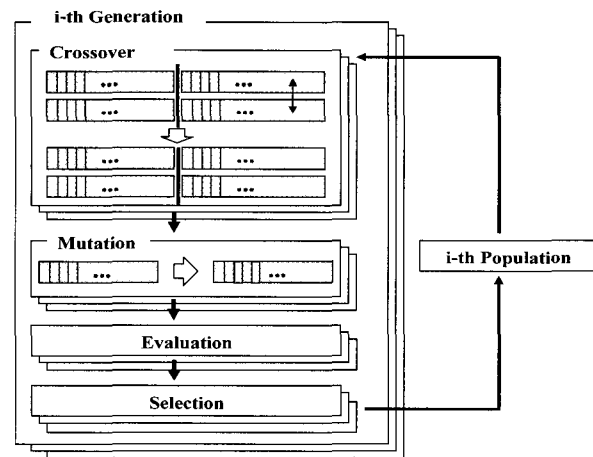 i-th Generation
Crossover
... ...
... ...
... ...
... ...
Mutation
... ...
i-th Population
Evaluation
Selection